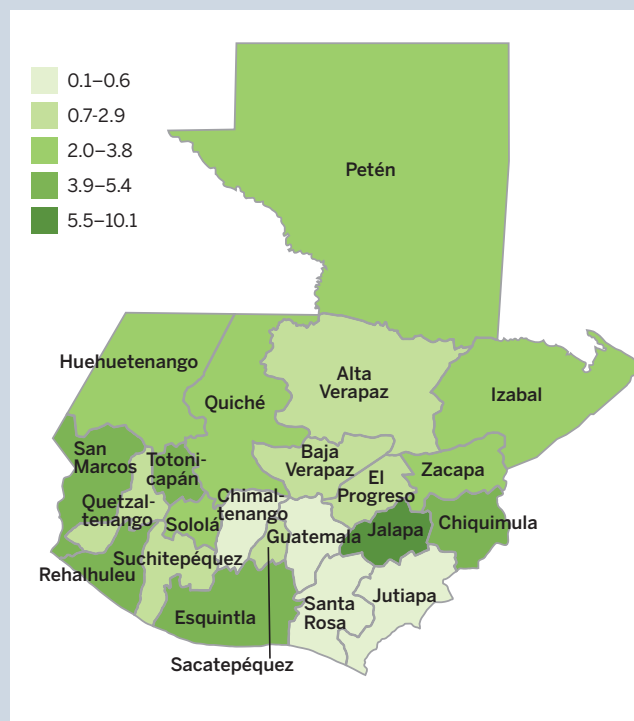 0.1–0.6
0.7-2.9
2.0–3.8
3.9–5.4
5.5–10.1
Petén
Huehuetenango
Alta
Verapaz
Izabal
Quiché
San
Marcos
Totoni-
capán
Baja
Verapaz
El
Progreso
Zacapa
Quetzal-
tenango
Chimal-
tenango
Sololá
Guatemala
Jalapa
Chiquimula
Suchitepéquez
Rehalhuleu
Esquintla
Santa
Rosa
Jutiapa
Sacatepéquez